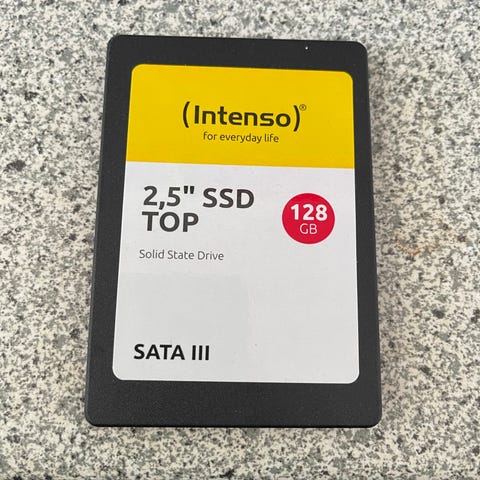 (Intenso)®
for everyday life
2,5" SSD
TOP
128
GB
Solid State Drive
SATA III